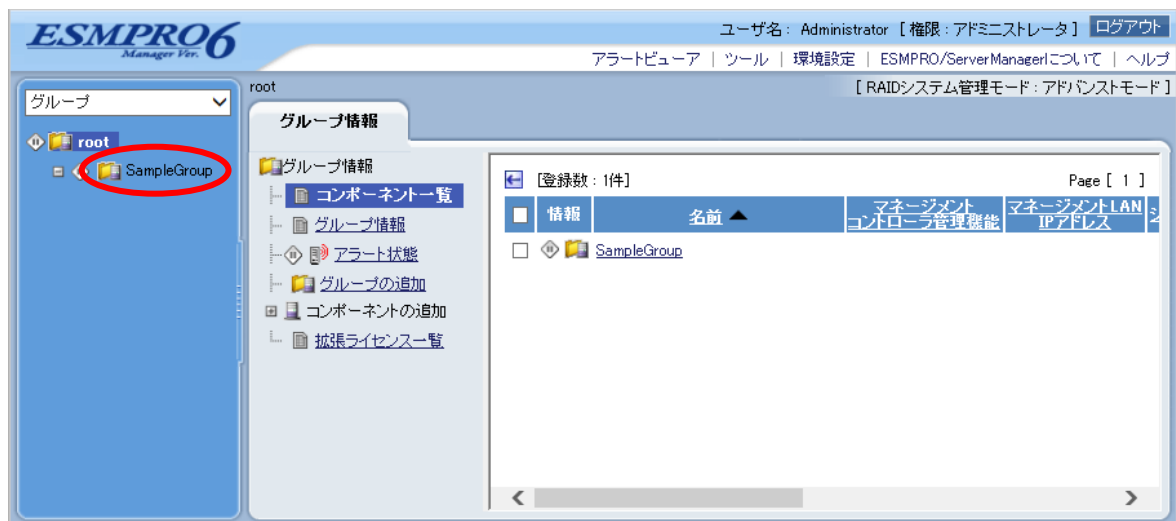 ESMPRO6
Manager Ver.
ユーザ名： Administrator [ 権限：アドミニストレータ ] ログアウト
アラートビューア | ツール | 環境設定 | ESMPRO/ServerManagerについて | ヘルプ
グループ
root
SampleGroup
root
[ RAIDシステム管理モード：アドバンストモード ]
グループ情報
グループ情報
コンポーネント一覧
グループ情報
アラート状態
グループの追加
コンポーネントの追加
拡張ライセンス一覧
[登録数：1件]
Page [ 1 ]
情報
名前▲
マネージメント
コントローラ管理機能
マネージメントLAN
IPアドレス
SampleGroup